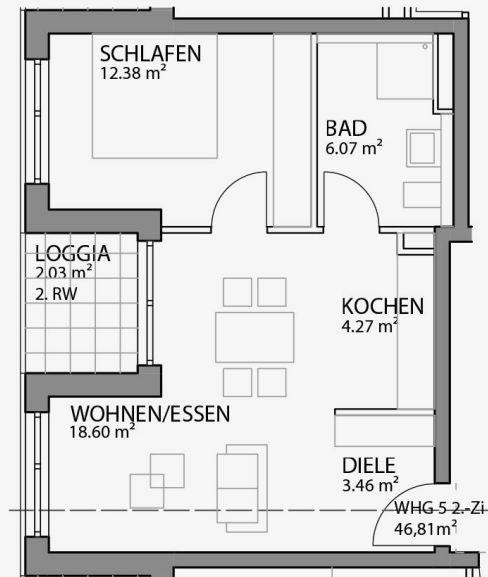 SCHLAFEN
12.38 m²
BAD
6.07 m²
LOGGIA
2.03 m²
2. RW
KOCHEN
4.27 m²
WOHNEN/ESSEN
18.60 m²
DIELE
3.46 m²
WHG 5 2.-Zi
46,81m²